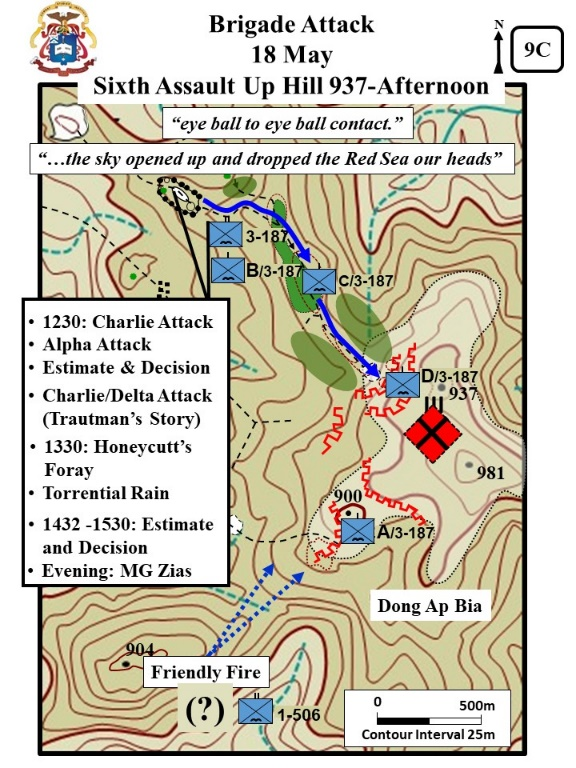 Brigade Attack
18 May
Sixth Assault Up Hill 937-Afternoon
N
9C
“eye ball to eye ball contact.”
“…the sky opened up and dropped the Red Sea our heads”
3-187
B/3-187
C/3-187
• 1230: Charlie Attack
• Alpha Attack
• Estimate & Decision
• Charlie/Delta Attack
(Trautman’s Story)
• 1330: Honeycutt’s
Foray
• Torrential Rain
• 1432 -1530: Estimate
and Decision
• Evening: MG Zias
D/3-187
937
981
900
A/3-187
Dong Ap Bia
904
Friendly Fire
(?)
1-506
0 500m
Contour Interval 25m